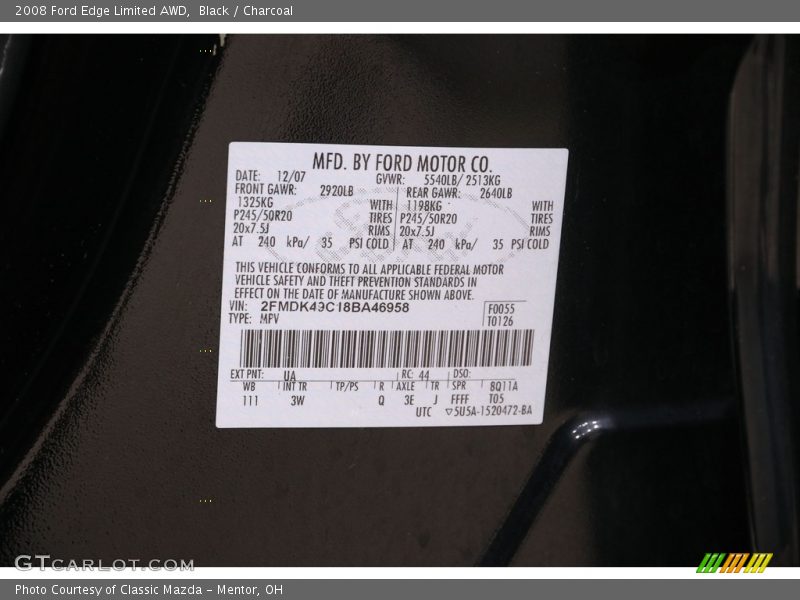 2008 Ford Edge Limited AWD,  Black / Charcoal
MFD. BY FORD MOTOR CO.
DATE: 12/07 GVWR: 5540LB/ 2513KG
FRONT GAWR: 2920LB REAR GAWR: 2640LB
1325KG WITH 1198KG WITH
P245/50R20 TIRES P245/50R20 TIRES
20x7.5J RIMS 20x7.5J RIMS
AT 240 kPa/ 35 PSI COLD AT 240 kPa/ 35 PSI COLD
THIS VEHICLE CONFORMS TO ALL APPLICABLE FEDERAL MOTOR
VEHICLE SAFETY AND THEFT PREVENTION STANDARDS IN
EFFECT ON THE DATE OF MANUFACTURE SHOWN ABOVE.
VIN: 2FMDK49C18BA46958 F0055
TYPE: MPV T0126
EXT PNT: UA RC: 44 DSO:
WB INT TR TP/PS R AXLE TR SPR 8Q11A
111 3W Q 3E J FFFF T05
UTC ▽5U5A-1520472-BA
GTCARLOT.COM
Photo Courtesy of Classic Mazda - Mentor, OH